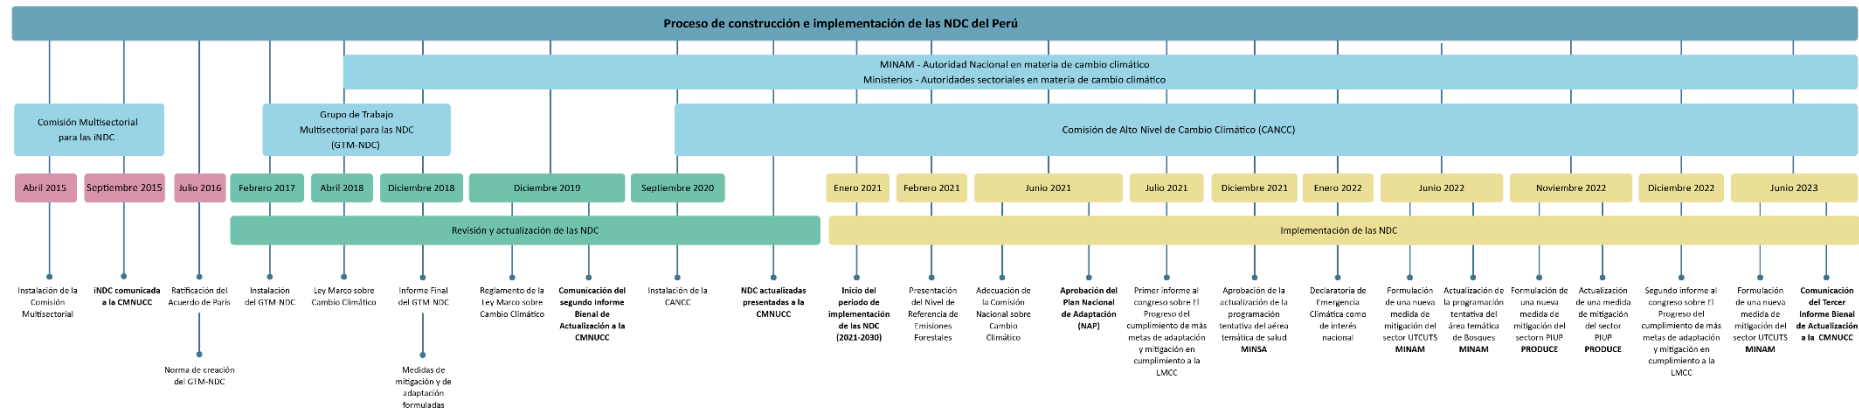 Proceso de construcción e implementación de las NDC del Perú
MINAM - Autoridad Nacional en materia de cambio climático
Ministerios - Autoridades sectoriales en materia de cambio climático
Comisión Multisectorial
para las iNDC
Grupo de Trabajo
Multisectorial para las NDC
(GTM-NDC)
Comisión de Alto Nivel de Cambio Climático (CANCC)
Abril 2015
Septiembre 2015
Julio 2016
Febrero 2017
Abril 2018
Diciembre 2018
Diciembre 2019
Septiembre 2020
Enero 2021
Febrero 2021
Junio 2021
Julio 2021
Diciembre 2021
Enero 2022
Junio 2022
Noviembre 2022
Diciembre 2022
Junio 2023
Revisión y actualización de las NDC
Implementación de las NDC
Instalación de la
Comisión
Multisectorial
iNDC comunicada
a la CMNUCC
Ratificación del
Acuerdo de Paris
Norma de creación
del GTM-NDC
Instalación
del GTM-NDC
Ley Marco sobre
Cambio Climático
Informe Final
del GTM-NDC
Medidas de
mitigación y de
adaptación
formuladas
Reglamento de la
Ley Marco sobre
Cambio Climático
Comunicación del
segundo Informe
Bienal de
Actualización a la
CMNUCC
Instalación de la
CANCC
NDC actualizadas
presentadas a la
CMNUCC
Inicio del
periodo de
implementación
de las NDC
(2021-2030)
Presentación
del Nivel de
Referencia de
Emisiones
Forestales
Adecuación de
la Comisión
Nacional sobre
Cambio
Climático
Aprobación del
Plan Nacional
de Adaptación
(NAP)
Primer informe al
congreso sobre El
Progreso del
cumplimiento de más
metas de adaptación
y mitigación en
cumplimiento a la
LMCC
Aprobación de la
actualización de la
programación
tentativa del aérea
temática de salud
MINSA
Declaratoria de
Emergencia
Climática como
de interés
nacional
Formulación
de una nueva
medida de
mitigación del
sector UTCUTS
MINAM
Actualización de
la programación
tentativa del
área temática
de Bosques
MINAM
Formulación de
una nueva
medida de
mitigación del
sectorn PIUP
PRODUCE
Actualización
de una medida
de mitigación
del sector
PIUP
PRODUCE
Segundo informe al
congreso sobre El
Progreso del
cumplimiento de más
metas de adaptación
y mitigación en
cumplimiento a la
LMCC
Formulación
de una nueva
medida de
mitigación del
sector UTCUTS
MINAM
Comunicación
del Tercer
Informe Bienal
de Actualización
a la CMNUCC